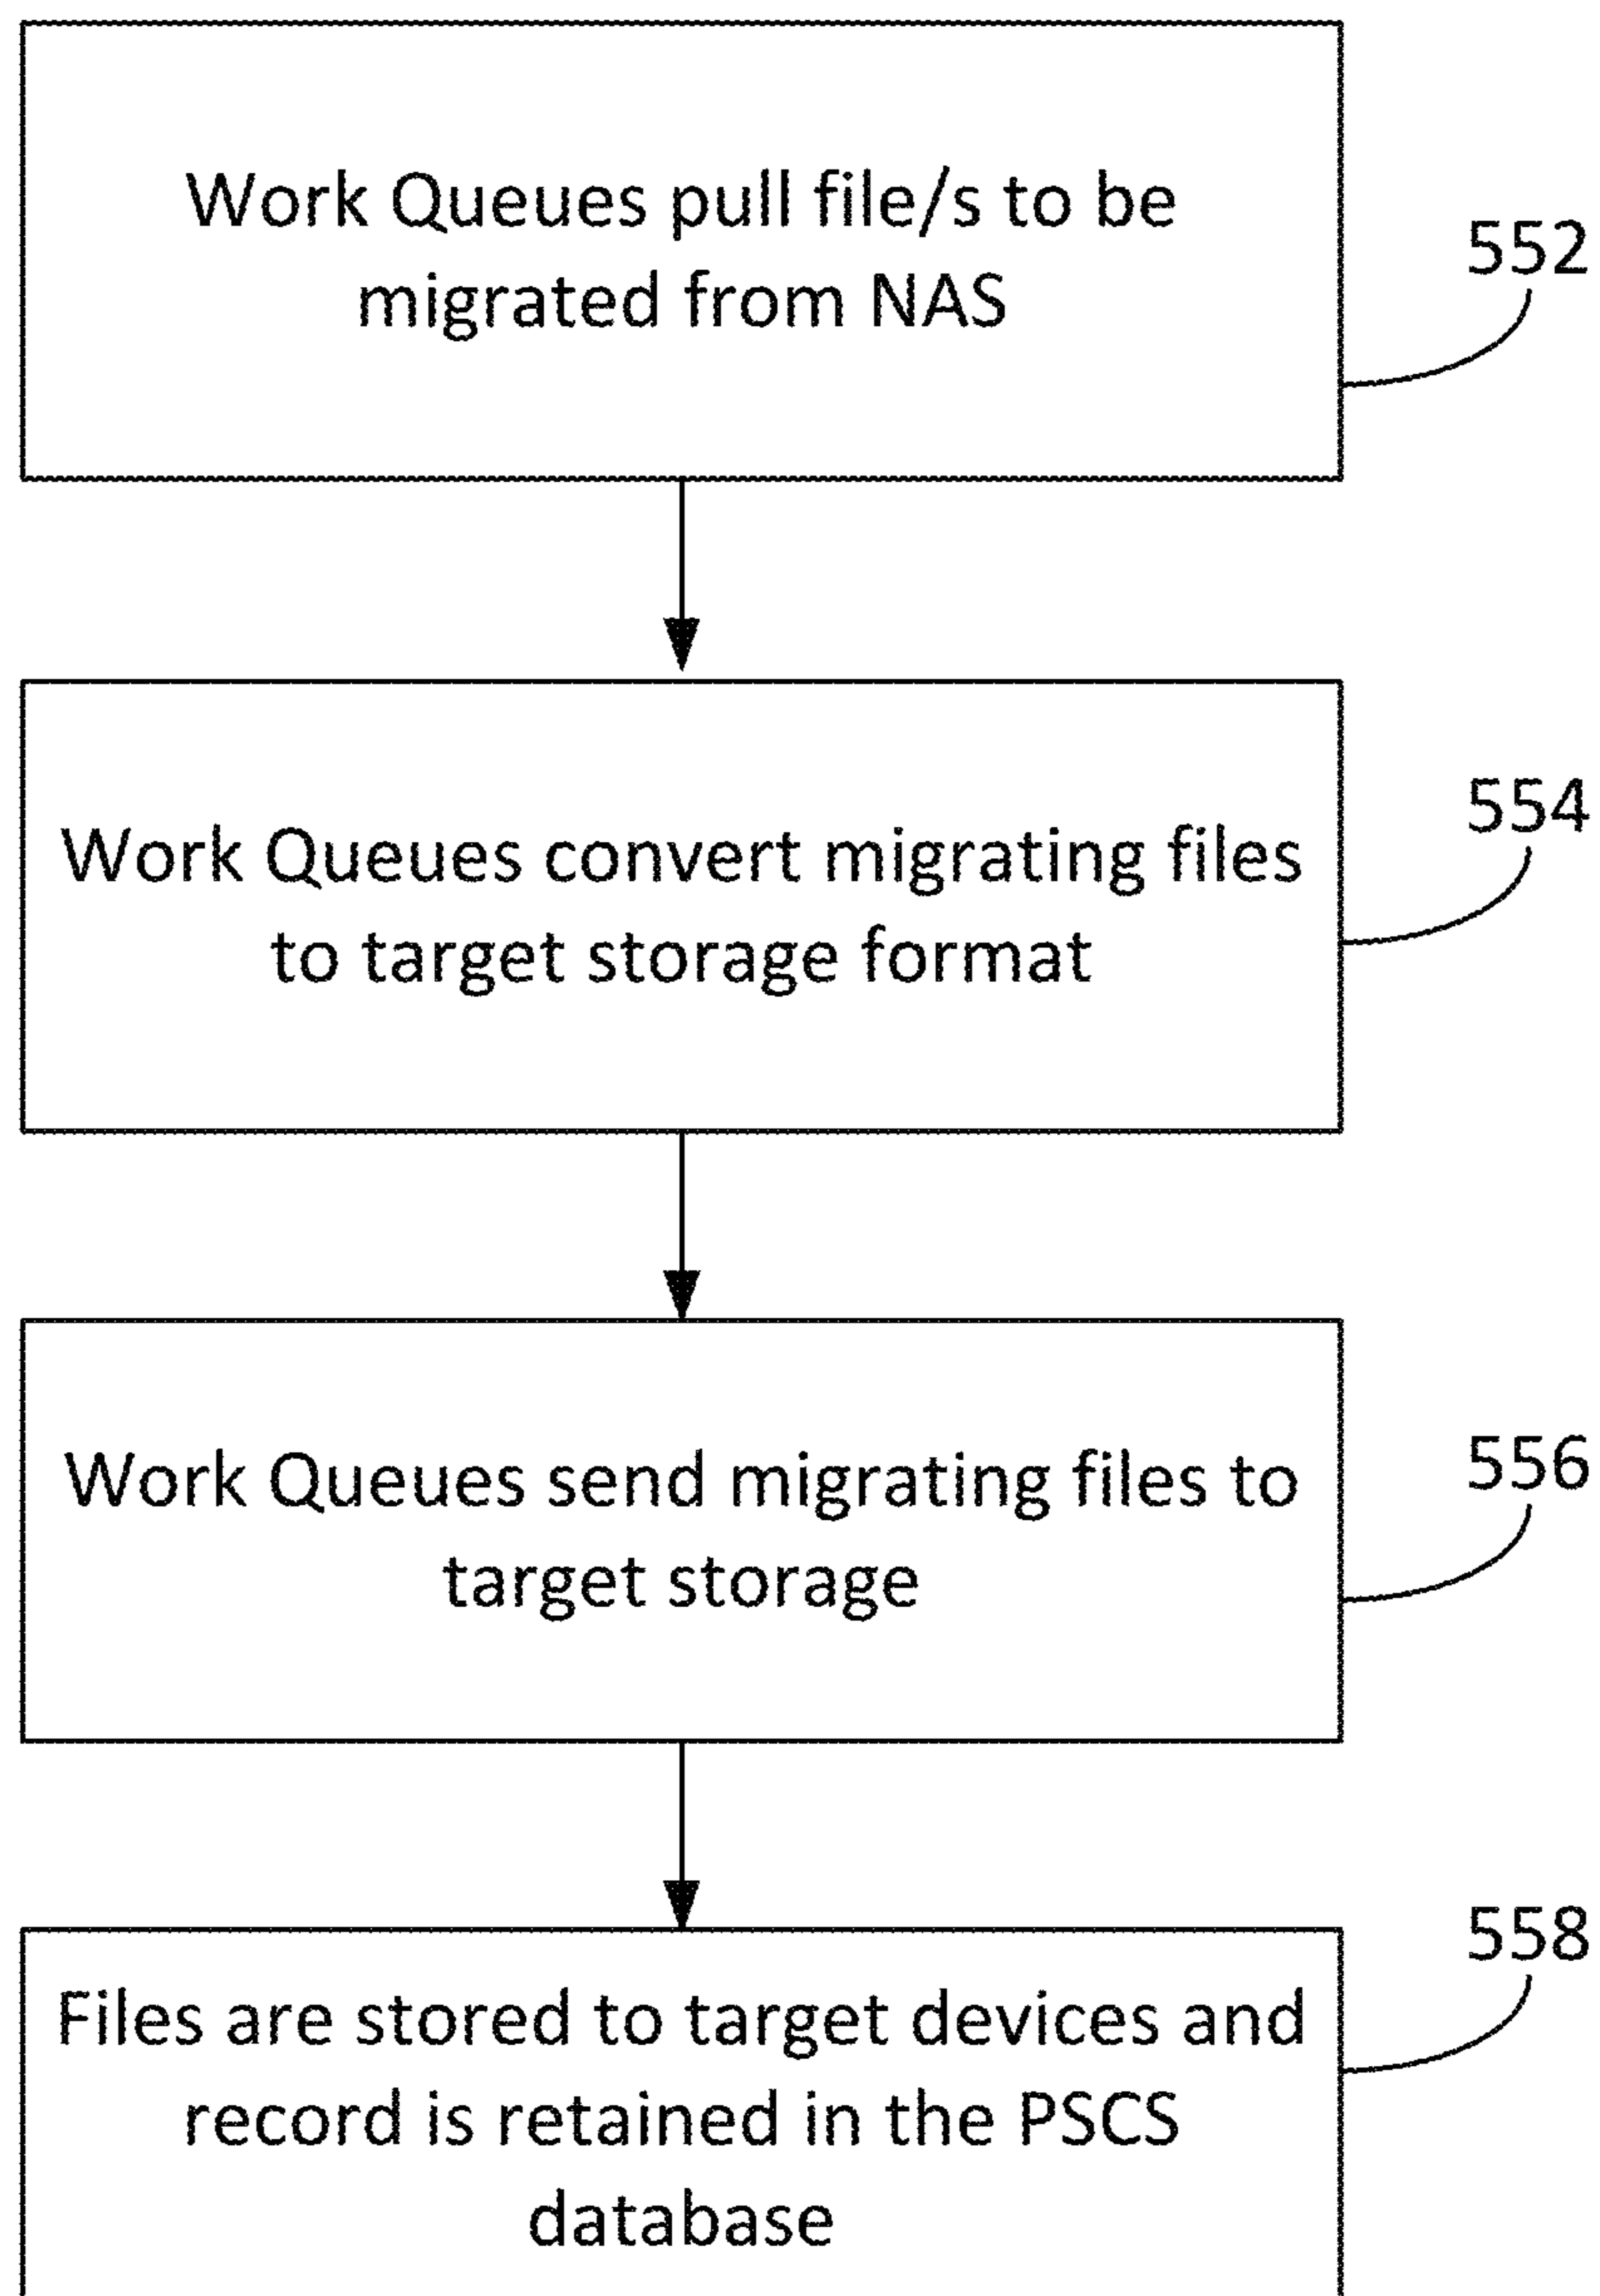 Work Queues pull file/s to be
migrated from NAS
552
Work Queues convert migrating files
to target storage format
554
Work Queues send migrating files to
target storage
556
Files are stored to target devices and
record is retained in the PSCS
database
558